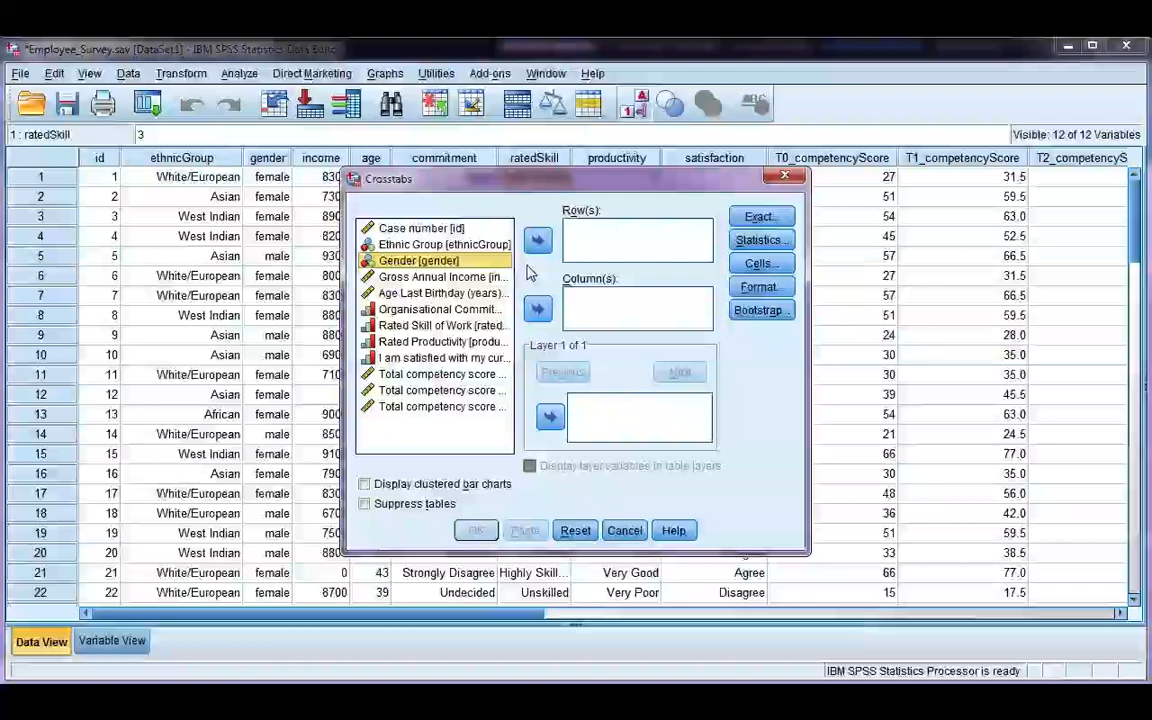 *Employee_Survey.sav [DataSet1] - IBM SPSS Statistics Data Editor
File Edit View Data Transform Analyze Direct Marketing Graphs Utilities Add-ons Window Help
1 : ratedSkill 3 Visible: 12 of 12 Variables
id ethnicGroup gender income age commitment ratedSkill productivity satisfaction T0_competencyScore T1_competencyScore T2_competencyS
1 1 White/European female 830 27 31.5
2 2 Asian female 730 51 59.5
3 3 West Indian female 890 54 63.0
4 4 West Indian female 820 45 52.5
5 5 Asian female 930 57 66.5
6 6 White/European female 830 27 31.5
7 7 White/European male 710 57 66.5
8 8 West Indian female 880 51 59.5
9 9 Asian male 830 24 28.0
10 10 Asian male 690 30 35.0
11 11 White/European female 710 30 35.0
12 12 Asian female 39 45.5
13 13 African female 900 54 63.0
14 14 White/European male 850 21 24.5
15 15 West Indian male 910 66 77.0
16 16 Asian male 790 30 35.0
17 17 White/European female 830 48 56.0
18 18 White/European male 670 36 42.0
19 19 West Indian male 750 51 59.5
20 20 West Indian male 880 33 38.5
21 21 White/European female 0 43 Strongly Disagree Highly Skill... Very Good Agree 66 77.0
22 22 White/European female 8700 39 Undecided Unskilled Very Poor Disagree 15 17.5
Crosstabs
Case number [id]
Ethnic Group [ethnicGroup]
Gender [gender]
Gross Annual Income [in...
Age Last Birthday (years)...
Organisational Commit...
Rated Skill of Work [rated...
Rated Productivity [produ...
I am satisfied with my cur...
Total competency score ...
Total competency score ...
Total competency score ...
Row(s):
Column(s):
Layer 1 of 1
Previous Next
Display layer variables in table layers
Exact...
Statistics...
Cells...
Format...
Bootstrap...
Display clustered bar charts
Suppress tables
OK Paste Reset Cancel Help
Data View Variable View
IBM SPSS Statistics Processor is ready